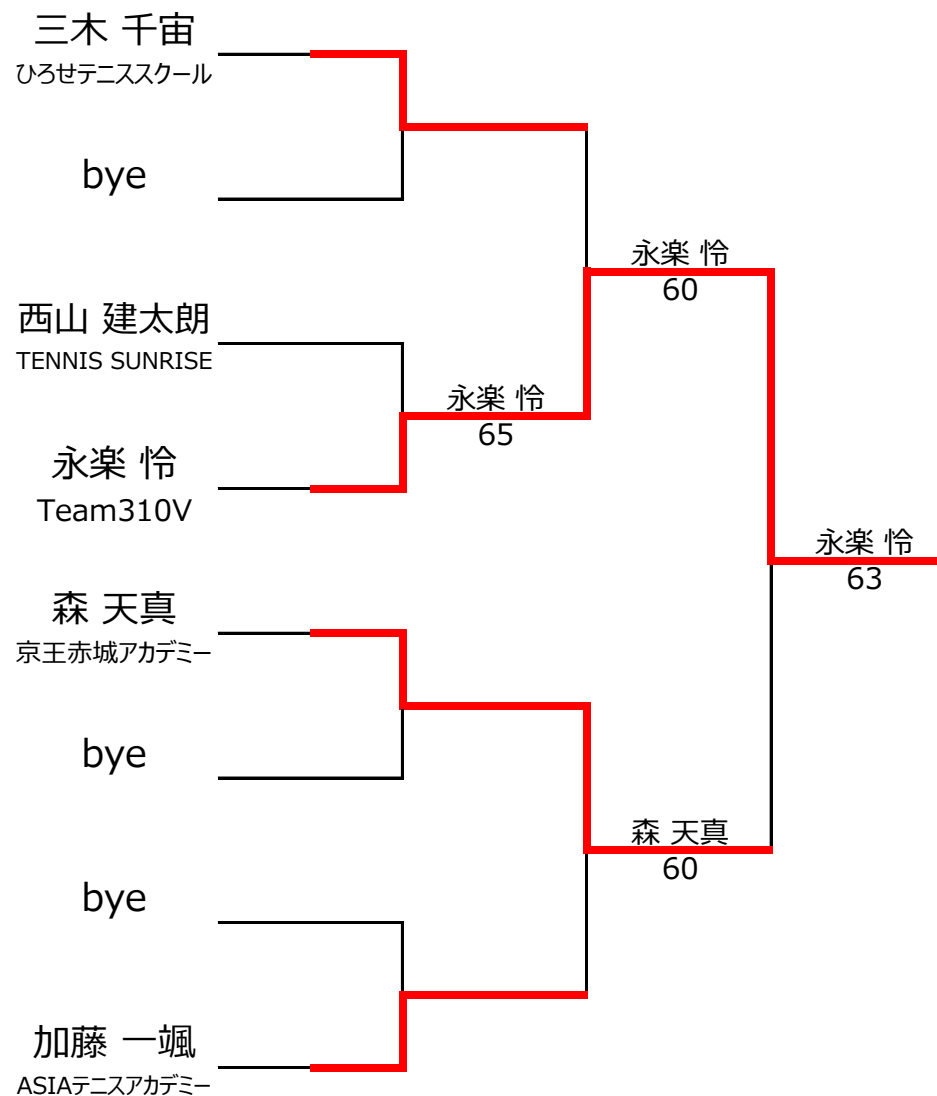 三木 千宙
ひろせテニススクール
bye
西山 建太朗
TENNIS SUNRISE
永楽 怜
Team310V
森 天真
京王赤城アカデミー
bye
bye
加藤 一颯
ASIAテニスアカデミー
永楽 怜
65
永楽 怜
60
森 天真
60
永楽 怜
63